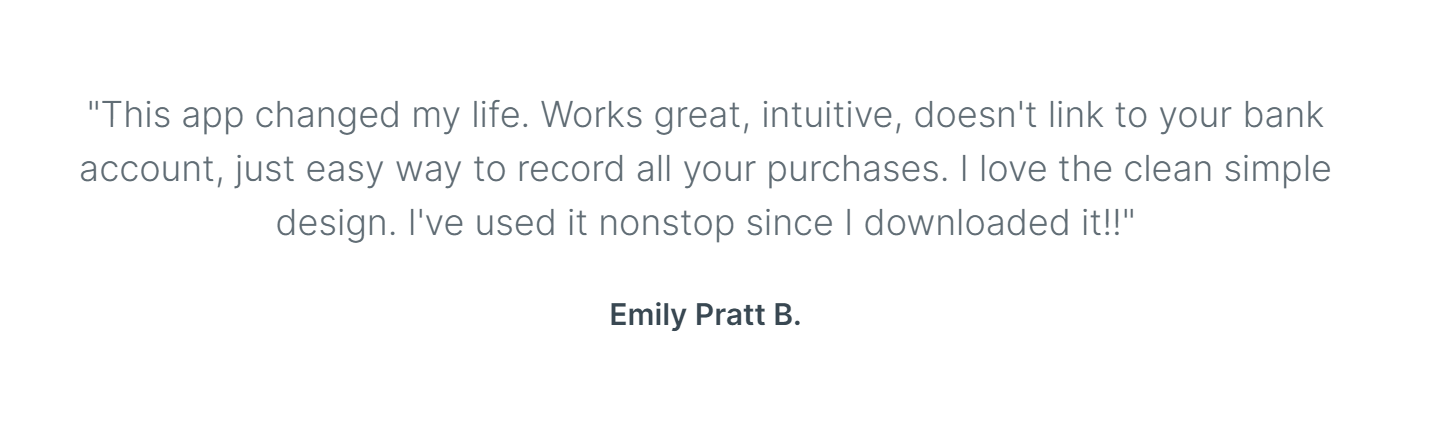 "This app changed my life. Works great, intuitive, doesn't link to your bank
account, just easy way to record all your purchases. I love the clean simple
design. I've used it nonstop since I downloaded it!!"
Emily Pratt B.